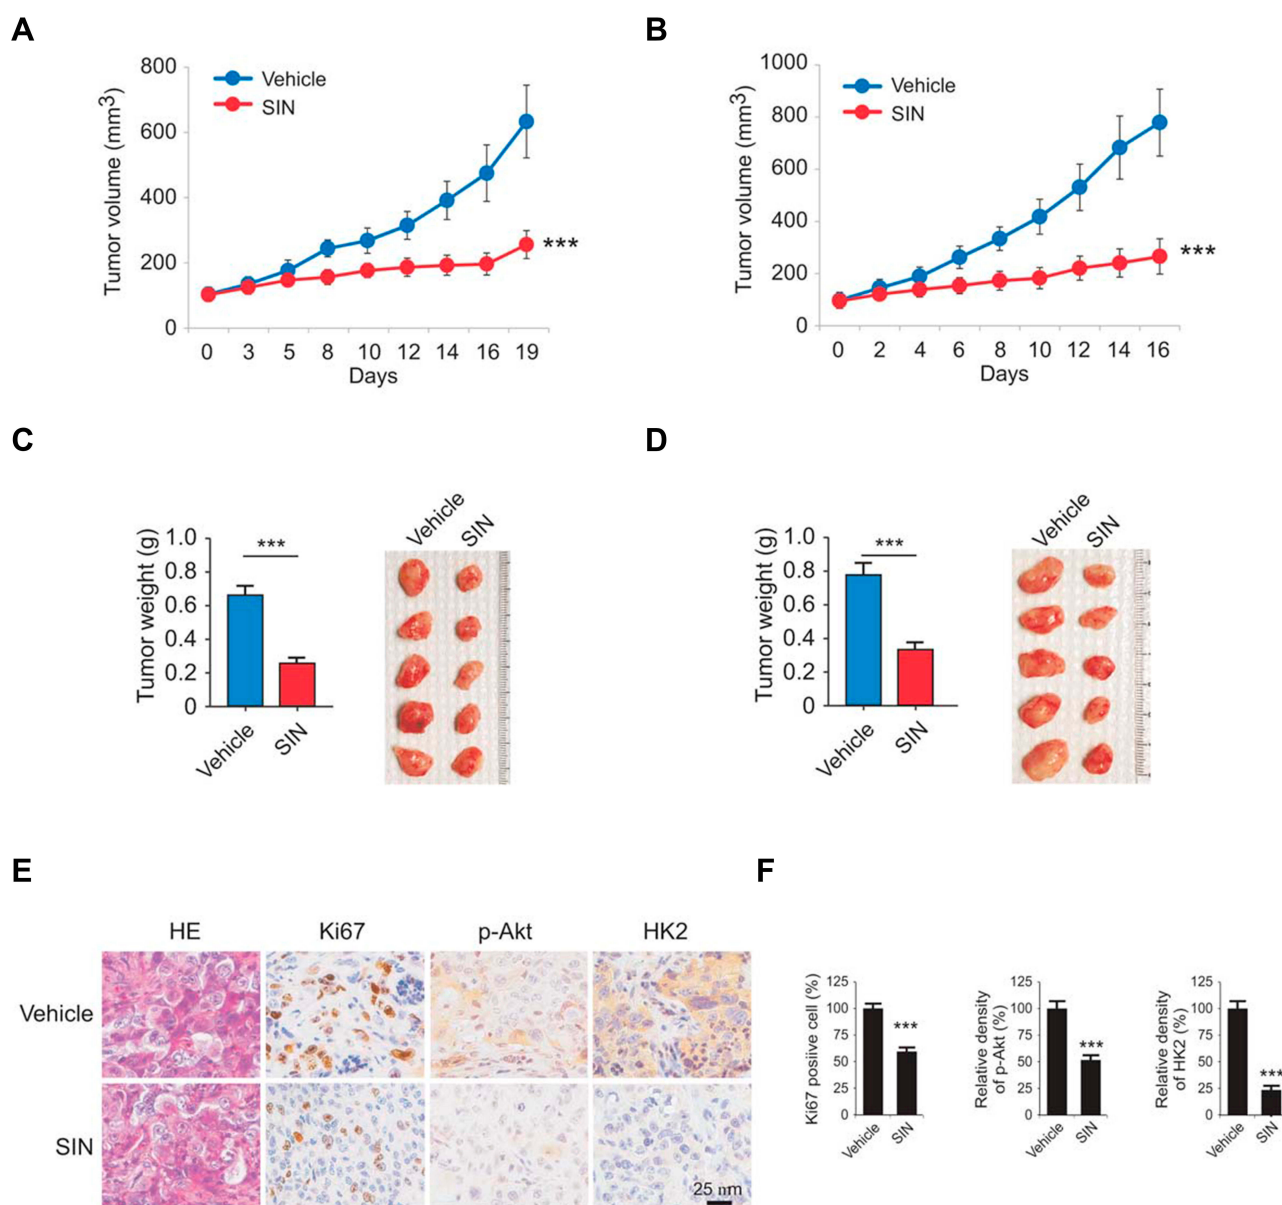 A
Tumor volume (mm3)
800
600
400
200
0
Vehicle
SIN
***
0 3 5 8 10 12 14 16 19
Days
B
Tumor volume (mm3)
1000
800
600
400
200
0
Vehicle
SIN
***
0 2 4 6 8 10 12 14 16
Days
C
Tumor weight (g)
1.0
0.8
0.6
0.4
0.2
0
***
Vehicle SIN
Vehicle SIN
D
Tumor weight (g)
1.0
0.8
0.6
0.4
0.2
0
***
Vehicle SIN
Vehicle SIN
E
HE Ki67 p-Akt HK2
Vehicle
SIN
25 nm
F
Ki67 posiive cell (%)
125
100
75
50
25
0
***
Vehicle SIN
Relative density
of p-Akt (%)
125
100
75
50
25
0
***
Vehicle SIN
Relative density
of HK2 (%)
125
100
75
50
25
0
***
Vehicle SIN